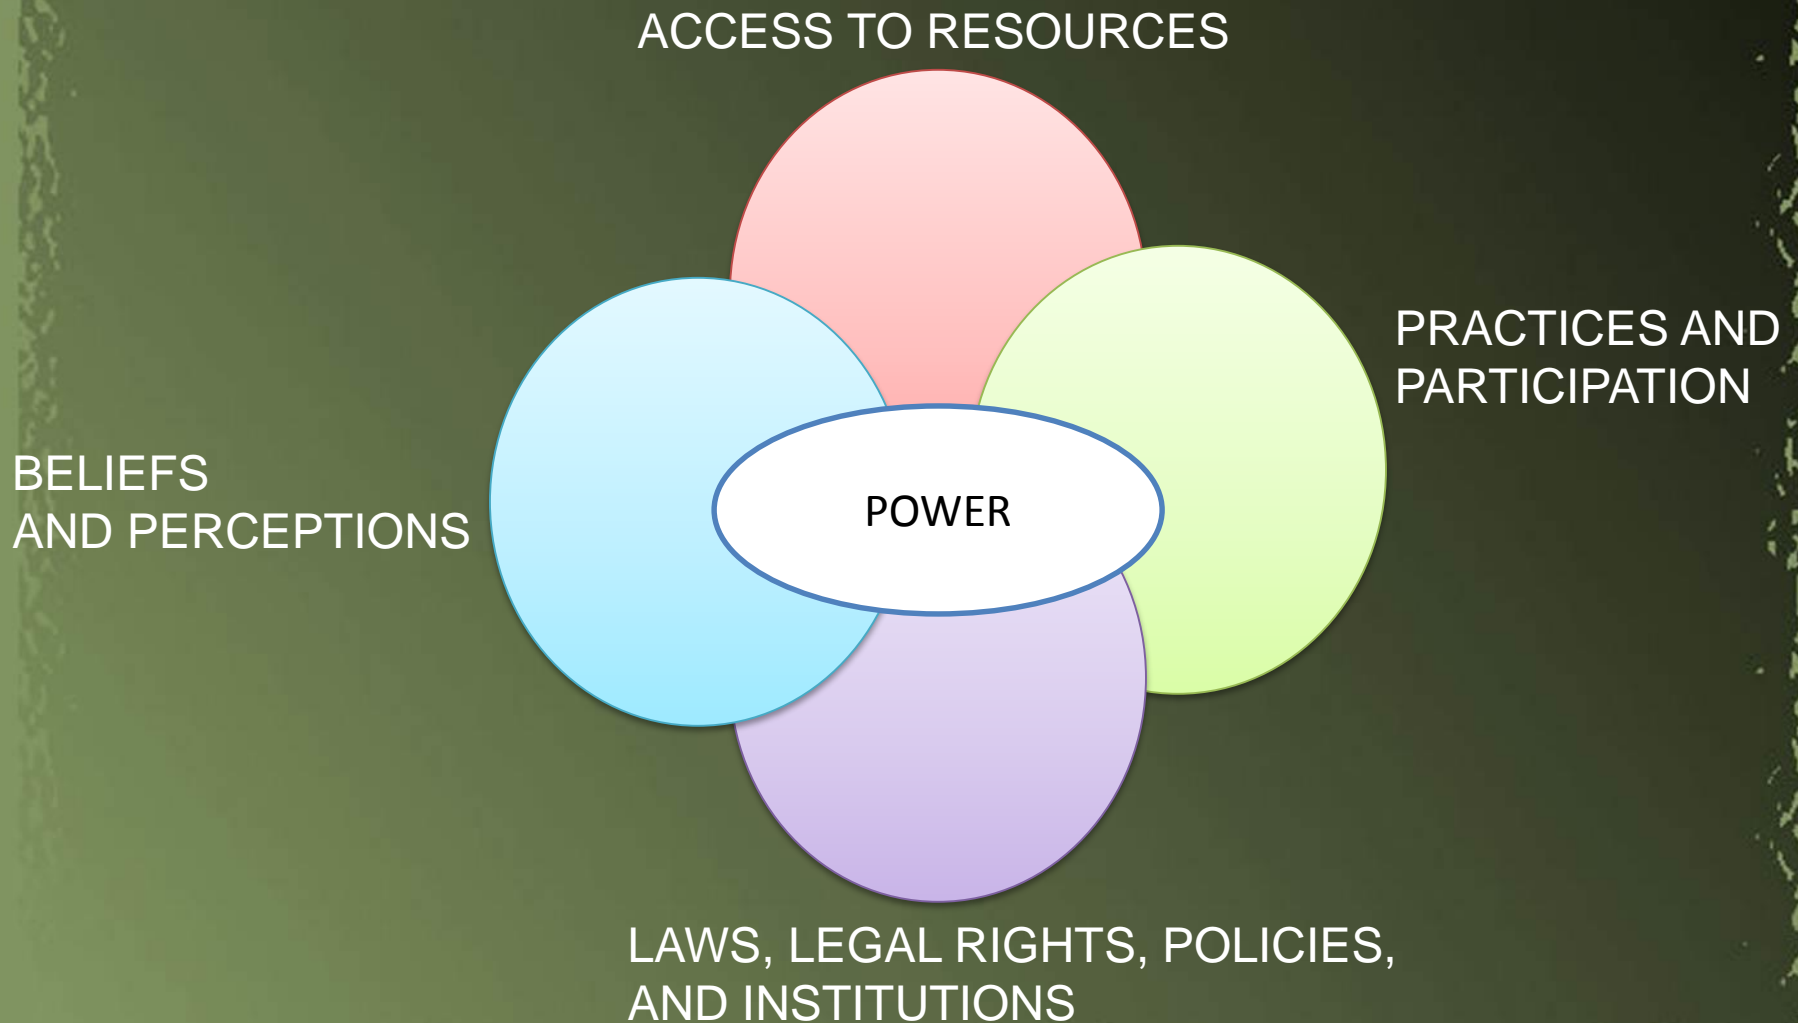 ACCESS TO RESOURCES
PRACTICES AND
PARTICIPATION
BELIEFS
AND PERCEPTIONS
POWER
LAWS, LEGAL RIGHTS, POLICIES,
AND INSTITUTIONS